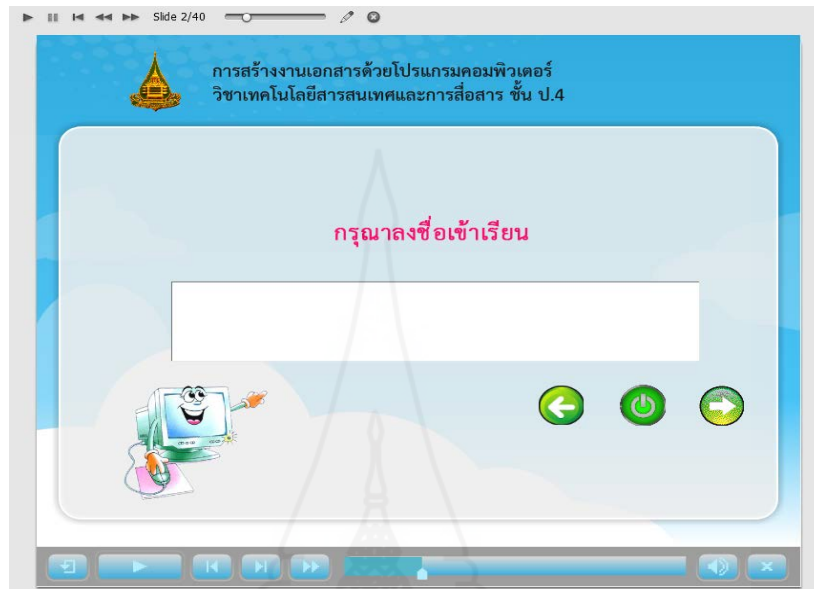 Slide 2/40
การสร้างงานเอกสารด้วยโปรแกรมคอมพิวเตอร์
วิชาเทคโนโลยีสารสนเทศและการสื่อสาร ชั้น ป.4
กรุณาลงชื่อเข้าเรียน